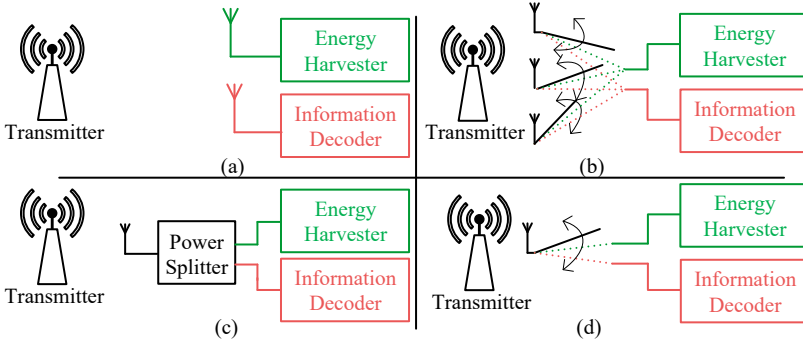 Energy
Harvester
Information
Decoder
Transmitter
(a)
Energy
Harvester
Information
Decoder
Transmitter
(b)
Power
Splitter
Energy
Harvester
Information
Decoder
Transmitter
(c)
Energy
Harvester
Information
Decoder
Transmitter
(d)